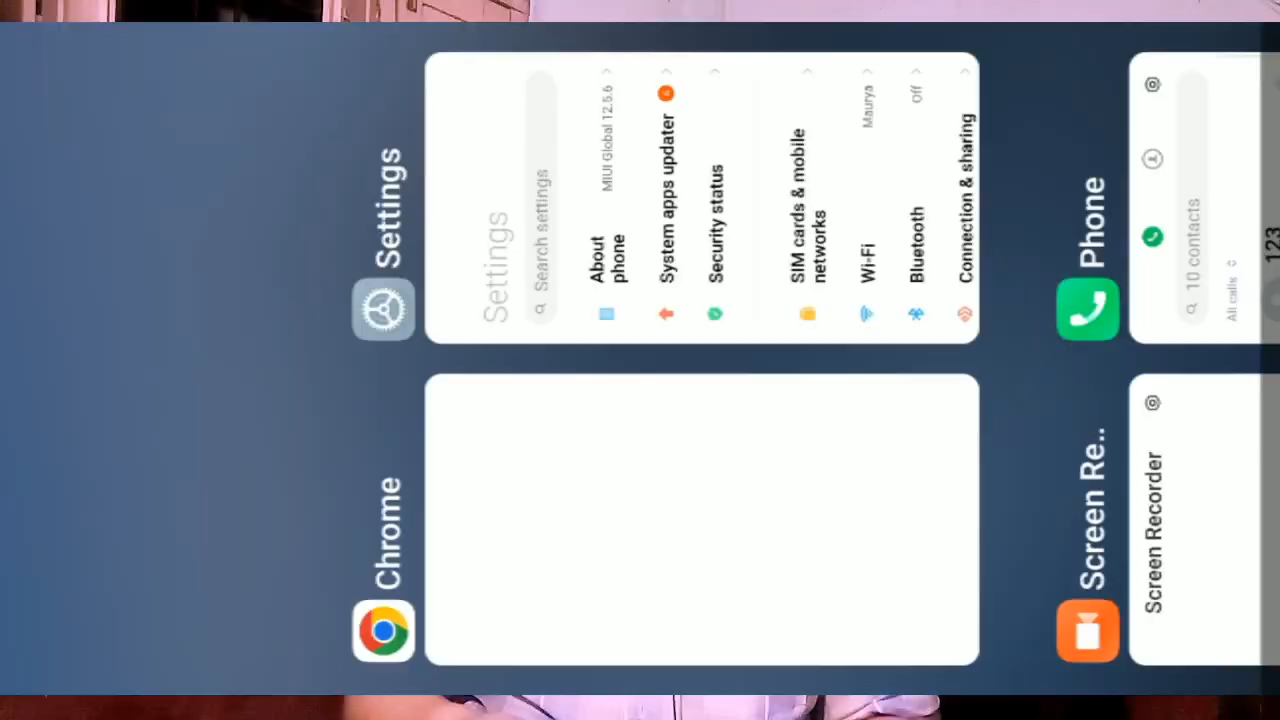 Chrome
Settings
Settings
Search settings
About phone
MIUI Global 12.5.6
System apps updater
Security status
SIM cards & mobile networks
Wi-Fi
Maurya
Bluetooth
Off
Connection & sharing
Screen Re..
Phone
Screen Recorder
10 contacts
All calls
123